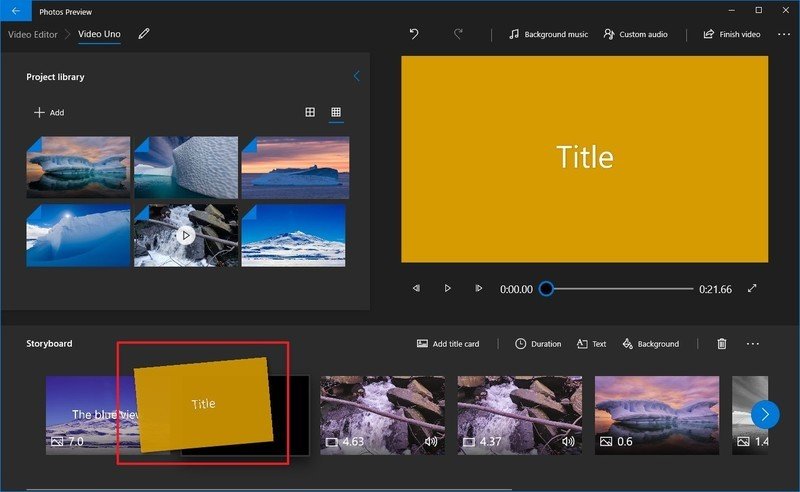 Photos Preview
Video Editor
Video Uno
Background music
Custom audio
Finish video
Project library
Add
Title
0:00.00
0:21.66
Storyboard
Add title card
Duration
Text
Background
The blue view
7.0
Title
4.63
4.37
0.6
1.4